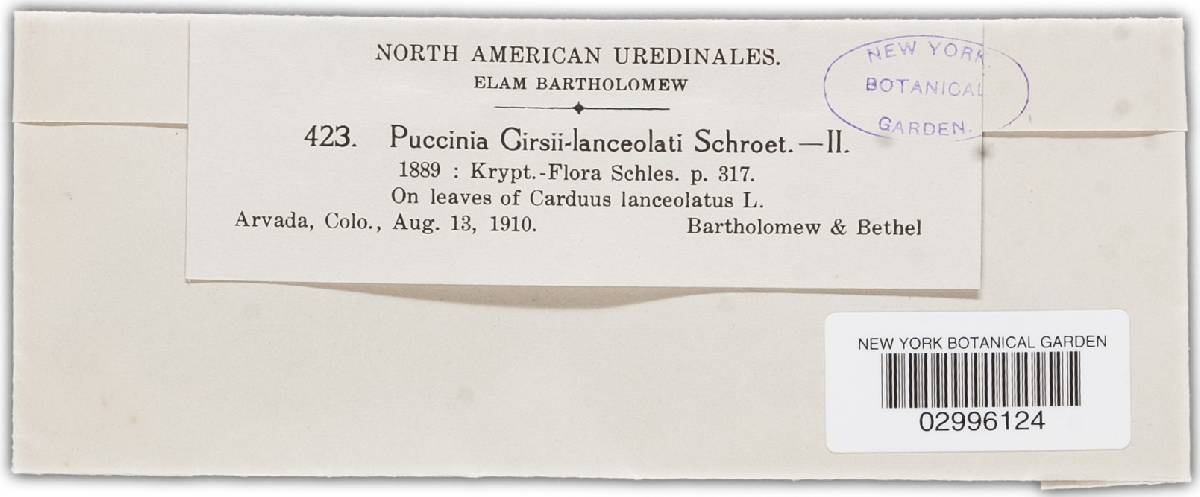 NORTH AMERICAN UREDINALES.
ELAM BARTHOLOMEW
423. Puccinia Cirsii-lanceolati Schroet.—II.
1889 : Krypt.-Flora Schles. p. 317.
On leaves of Carduus lanceolatus L.
Arvada, Colo., Aug. 13, 1910. Bartholomew & Bethel
NEW YORK
BOTANICAL
GARDEN.
NEW YORK BOTANICAL GARDEN
02996124